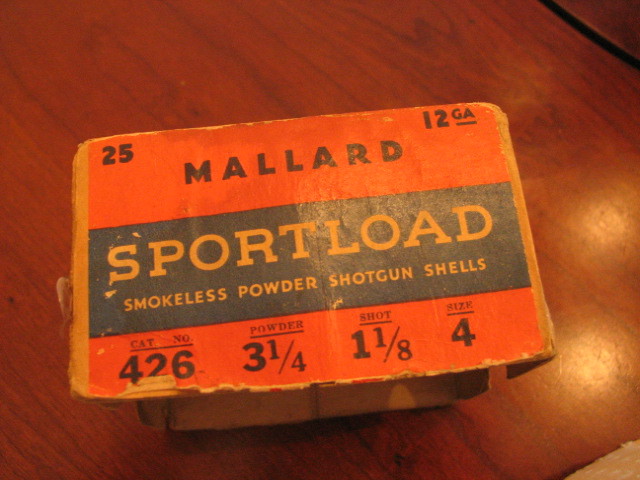 25 12 GA
MALLARD
SPORTLOAD
SMOKELESS POWDER SHOTGUN SHELLS
CAT. NO. POWDER SHOT SIZE
426 3 1/4 1 1/8 4